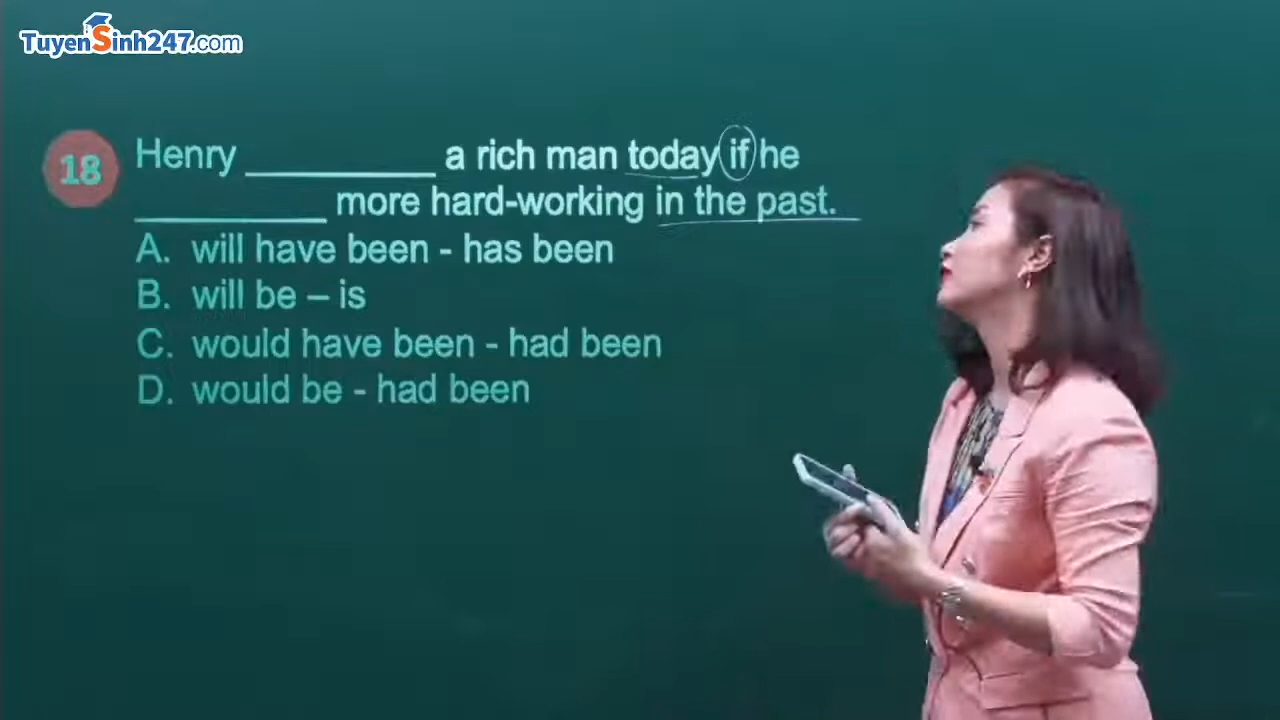 TuyenSinh247.com
18
Henry __________ a rich man today if he
__________ more hard-working in the past.
A. will have been - has been
B. will be – is
C. would have been - had been
D. would be - had been